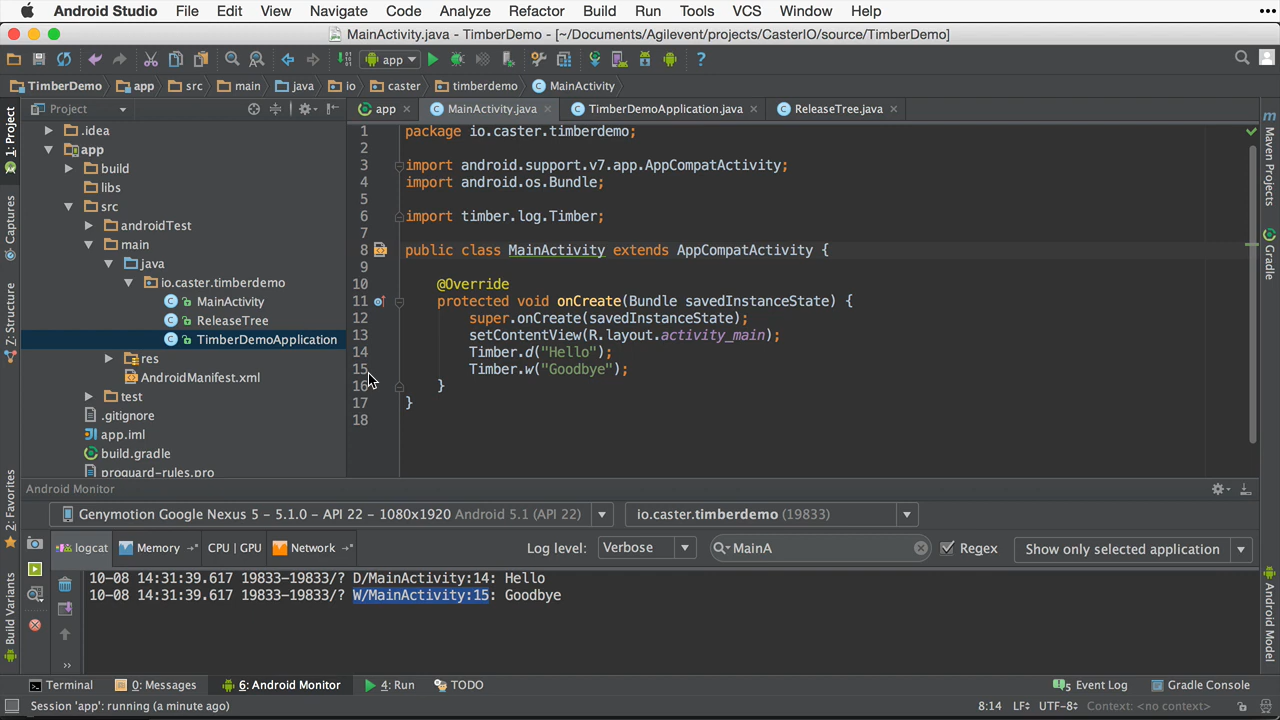 Android Studio File Edit View Navigate Code Analyze Refactor Build Run Tools VCS Window Help
MainActivity.java - TimberDemo - [~/Documents/Agilevent/projects/CasterIO/source/TimberDemo]
app
TimberDemo app src main java io caster timberdemo MainActivity
Project
app MainActivity.java TimberDemoApplication.java ReleaseTree.java
1: Project
Captures
Z: Structure
2: Favorites
Build Variants
.idea
app
build
libs
src
androidTest
main
java
io.caster.timberdemo
MainActivity
ReleaseTree
TimberDemoApplication
res
AndroidManifest.xml
test
.gitignore
app.iml
build.gradle
proguard-rules.pro
1 package io.caster.timberdemo;
2
3 import android.support.v7.app.AppCompatActivity;
4 import android.os.Bundle;
5
6 import timber.log.Timber;
7
8 public class MainActivity extends AppCompatActivity {
9
10 @Override
11 protected void onCreate(Bundle savedInstanceState) {
12 super.onCreate(savedInstanceState);
13 setContentView(R.layout.activity_main);
14 Timber.d("Hello");
15 Timber.w("Goodbye");
16 }
17 }
18
Maven Projects
Gradle
Android Model
Android Monitor
Genymotion Google Nexus 5 – 5.1.0 – API 22 – 1080x1920 Android 5.1 (API 22) io.caster.timberdemo (19833)
logcat Memory CPU | GPU Network Log level: Verbose MainA Regex Show only selected application
10-08 14:31:39.617 19833-19833/? D/MainActivity:14: Hello
10-08 14:31:39.617 19833-19833/? W/MainActivity:15: Goodbye
Terminal 0: Messages 6: Android Monitor 4: Run TODO 5 Event Log Gradle Console
Session 'app': running (a minute ago) 8:14 LF UTF-8 Context: <no context>